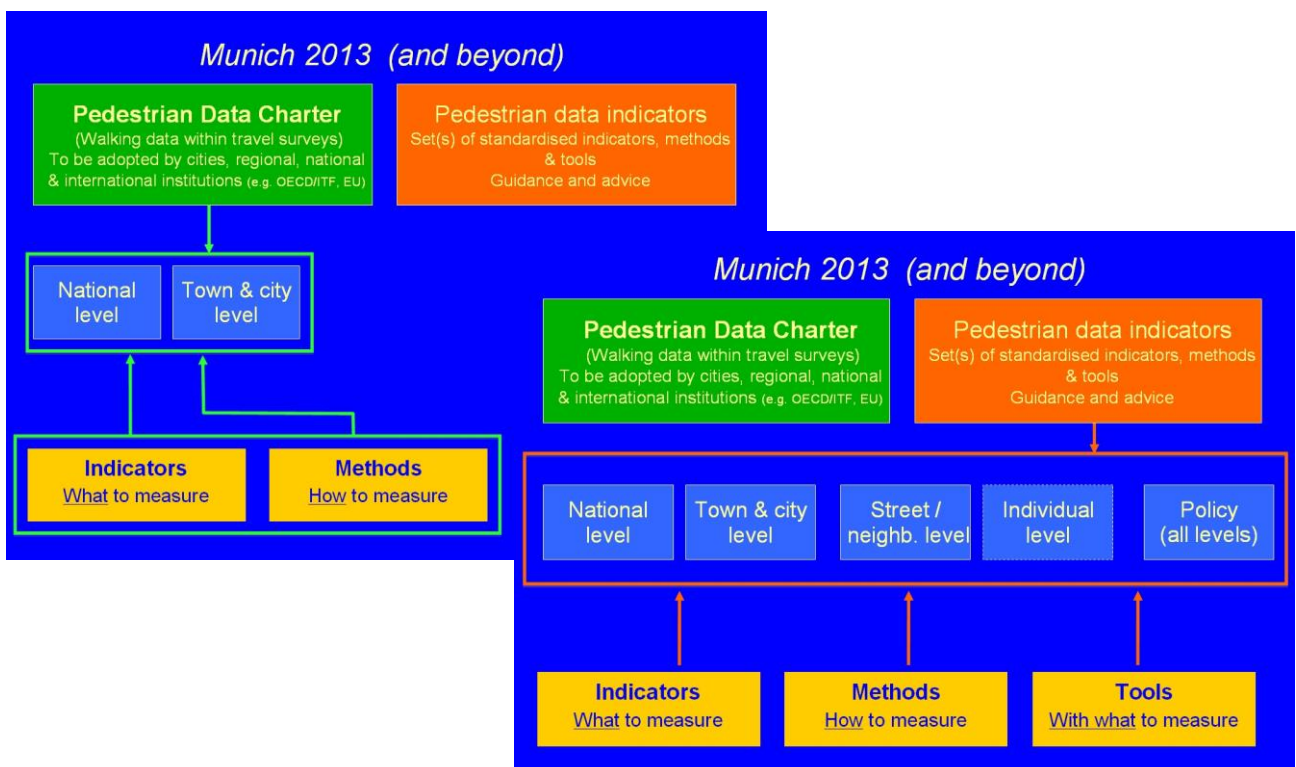 Munich 2013 (and beyond)
Pedestrian Data Charter
(Walking data within travel surveys)
To be adopted by cities, regional, national
& international institutions (e.g. OECD/ITF, EU)
Pedestrian data indicators
Set(s) of standardised indicators, methods
& tools
Guidance and advice
National
level
Town & city
level
Indicators
What to measure
Methods
How to measure
Munich 2013 (and beyond)
Pedestrian Data Charter
(Walking data within travel surveys)
To be adopted by cities, regional, national
& international institutions (e.g. OECD/ITF, EU)
Pedestrian data indicators
Set(s) of standardised indicators, methods
& tools
Guidance and advice
National
level
Town & city
level
Street /
neighb. level
Individual
level
Policy
(all levels)
Indicators
What to measure
Methods
How to measure
Tools
With what to measure